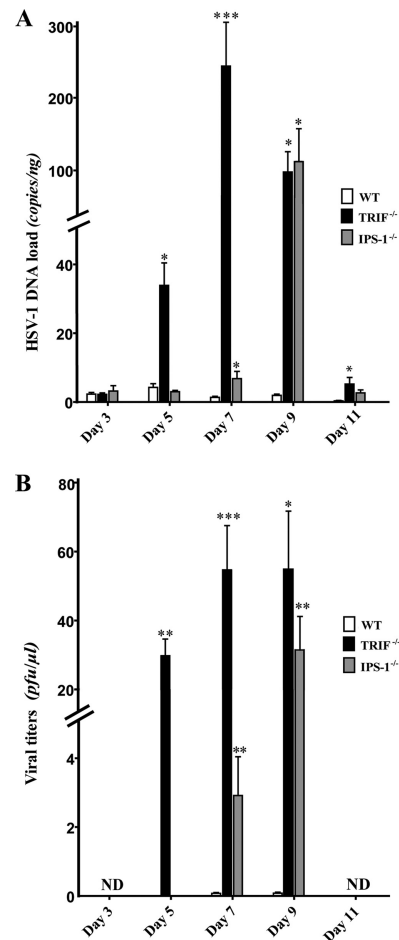 A
HSV-1 DNA load (copies/ng)
300
200
100
40
20
0
***
*
*
*
*
*
WT
TRIF-/-
IPS-1-/-
Day 3
Day 5
Day 7
Day 9
Day 11
B
Viral titers (pfu/µl)
80
60
40
20
4
2
0
***
*
**
**
**
WT
TRIF-/-
IPS-1-/-
ND
ND
Day 3
Day 5
Day 7
Day 9
Day 11